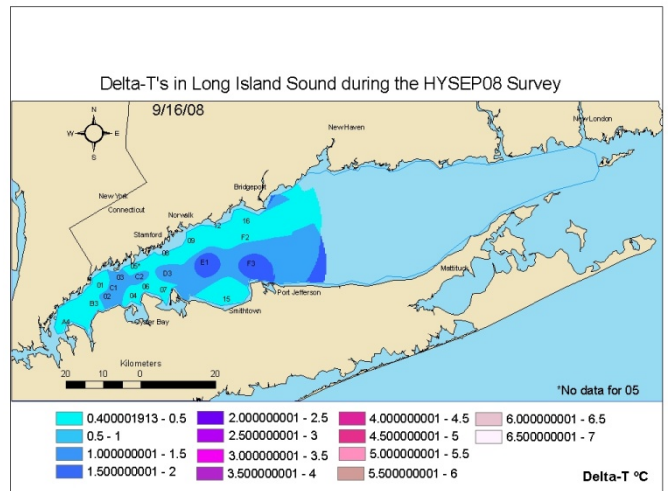 Delta-T's in Long Island Sound during the HYSEP08 Survey
9/16/08
N
W E
S
New London
New Haven
Bridgeport
New York
Connecticut
Norwalk
Stamford
12
16
09
F2
08
05*
E1
F3
D3
03
C2
01
C1
06
02
04
07
15
B3
A4
Mattituck
Port Jefferson
Smithtown
Oyster Bay
Kilometers
20 10 0 20
*No data for 05
0.400001913 - 0.5
0.5 - 1
1.000000001 - 1.5
1.500000001 - 2
2.000000001 - 2.5
2.500000001 - 3
3.000000001 - 3.5
3.500000001 - 4
4.000000001 - 4.5
4.500000001 - 5
5.000000001 - 5.5
5.500000001 - 6
6.000000001 - 6.5
6.500000001 - 7
Delta-T ºC